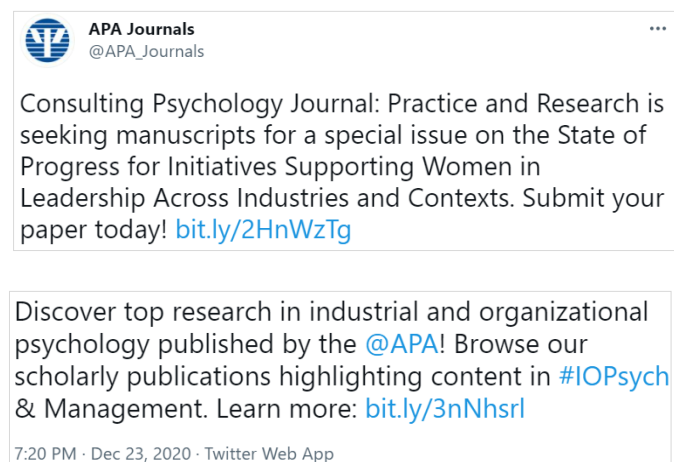 APA Journals
@APA_Journals
Consulting Psychology Journal: Practice and Research is
seeking manuscripts for a special issue on the State of
Progress for Initiatives Supporting Women in
Leadership Across Industries and Contexts. Submit your
paper today! bit.ly/2HnWzTg
Discover top research in industrial and organizational
psychology published by the @APA! Browse our
scholarly publications highlighting content in #IOPsych
& Management. Learn more: bit.ly/3nNhsrl
7:20 PM · Dec 23, 2020 · Twitter Web App